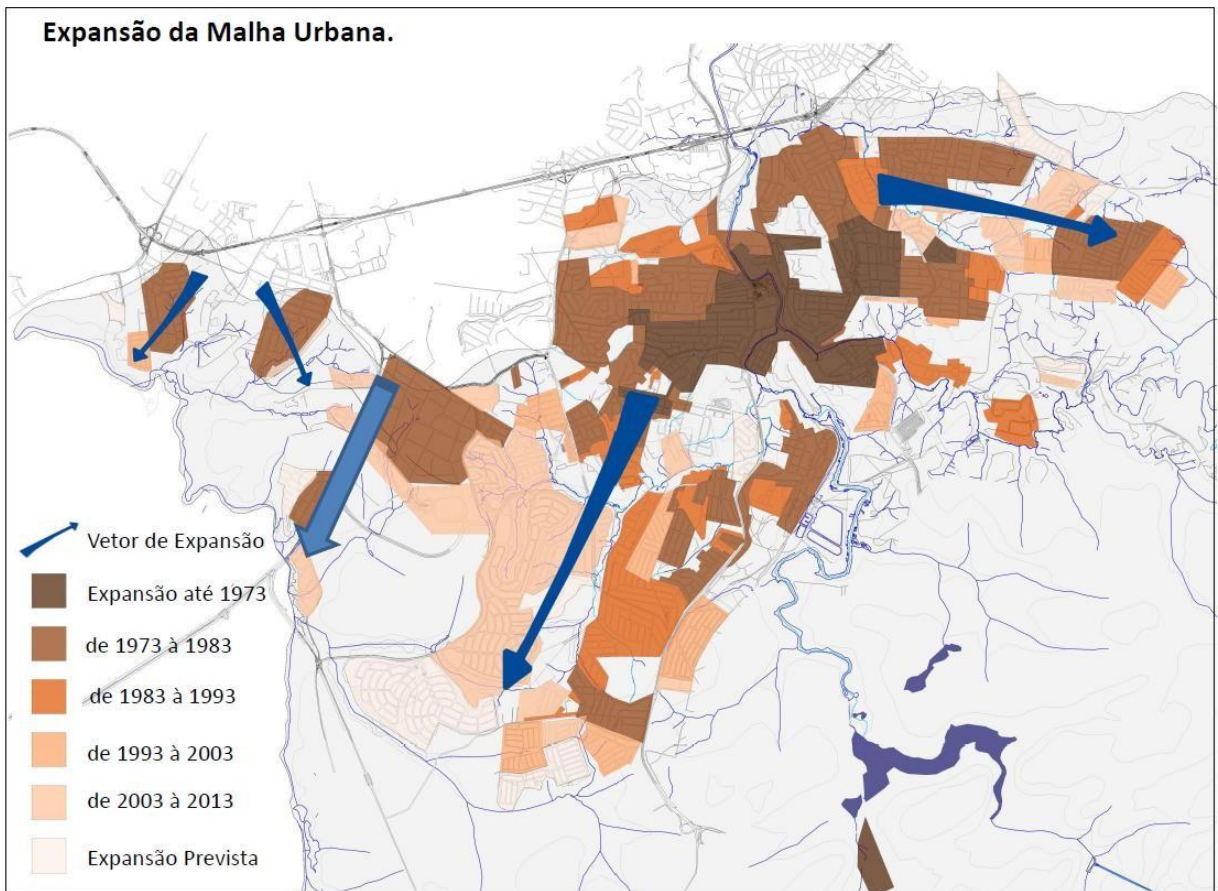 Expansão da Malha Urbana.
Vetor de Expansão
Expansão até 1973
de 1973 à 1983
de 1983 à 1993
de 1993 à 2003
de 2003 à 2013
Expansão Prevista